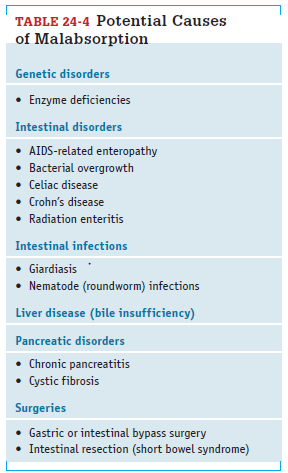 TABLE 24-4 Potential Causes
of Malabsorption
Genetic disorders
• Enzyme deficiencies
Intestinal disorders
• AIDS-related enteropathy
• Bacterial overgrowth
• Celiac disease
• Crohn's disease
• Radiation enteritis
Intestinal infections
• Giardiasis
• Nematode (roundworm) infections
Liver disease (bile insufficiency)
Pancreatic disorders
• Chronic pancreatitis
• Cystic fibrosis
Surgeries
• Gastric or intestinal bypass surgery
• Intestinal resection (short bowel syndrome)